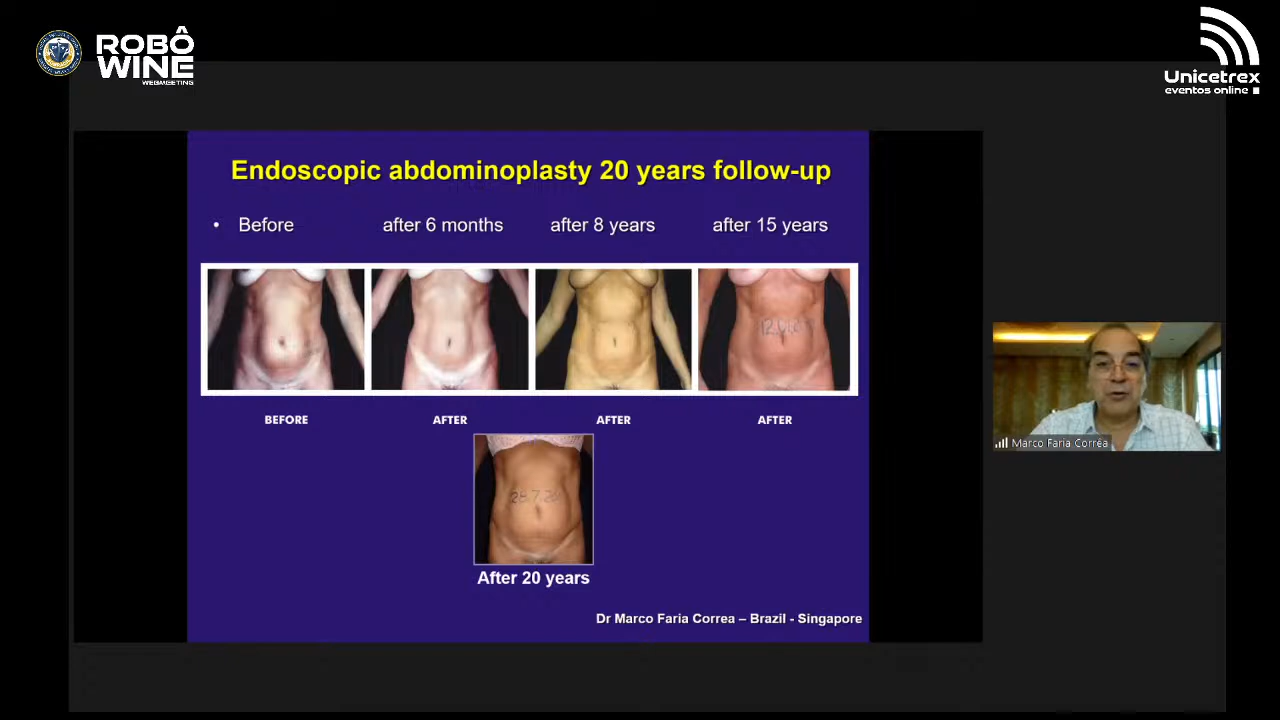 ROBÔ
WINE
WEBMEETING
Unicetrex
eventos online
Endoscopic abdominoplasty 20 years follow-up
• Before after 6 months after 8 years after 15 years
BEFORE AFTER AFTER AFTER
After 20 years
Dr Marco Faria Correa – Brazil - Singapore
Marco Faria Corrêa